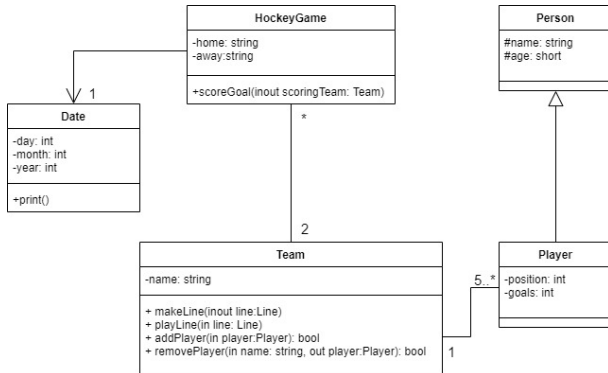 HockeyGame
-home: string
-away:string
+scoreGoal(inout scoringTeam: Team)
Person
#name: string
#age: short
1
Date
-day: int
-month: int
-year: int
+print()
*
2
Team
-name: string
+ makeLine(inout line:Line)
+ playLine(in line: Line)
+ addPlayer(in player:Player): bool
+ removePlayer(in name: string, out player:Player): bool
5..*
1
Player
-position: int
-goals: int